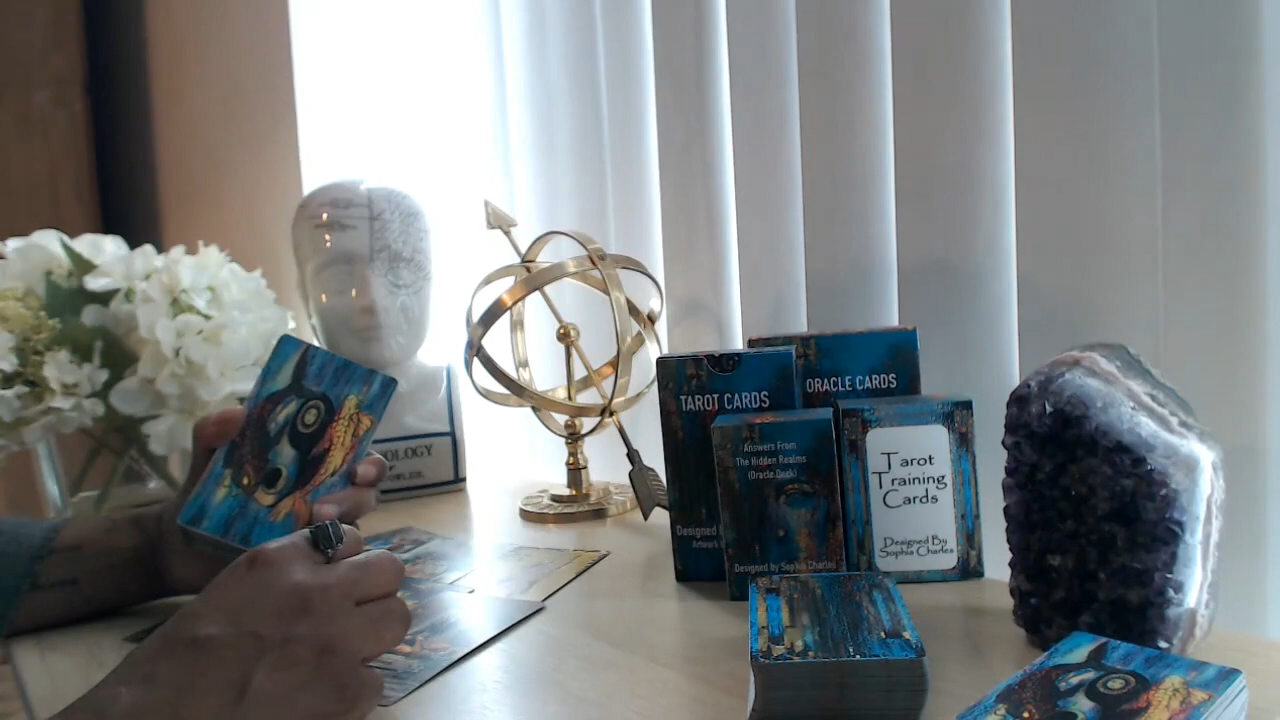 TAROT CARDS
ORACLE CARDS
Answers From
The Hidden Realms
(Oracle Deck)
Tarot
Training
Cards
OLOGY
Designed
Designed by Sophia Charles
Designed By
Sophia Charles